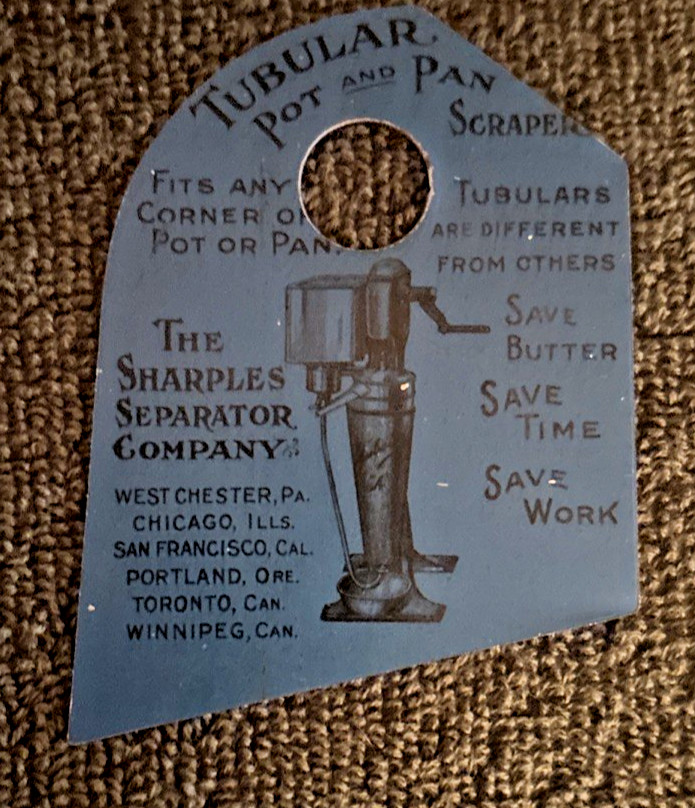 TUBULAR
POT AND PAN
SCRAPER
FITS ANY
CORNER OF
POT OR PAN.
TUBULARS
ARE DIFFERENT
FROM OTHERS
SAVE
BUTTER
SAVE
TIME
SAVE
WORK
THE
SHARPLES
SEPARATOR
COMPANY
WEST CHESTER, PA.
CHICAGO, ILLS.
SAN FRANCISCO, CAL.
PORTLAND, ORE.
TORONTO, CAN.
WINNIPEG, CAN.